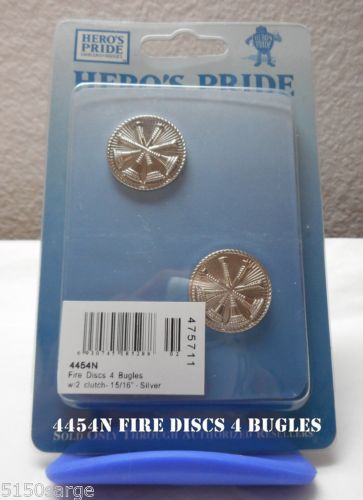 HERO'S
PRIDE
HERO'S PRIDE
475711
4454N
Fire Discs 4 Bugles
w/2 clutch- 15/16" - Silver
4454N FIRE DISCS 4 BUGLES
SOLD ONLY THROUGH AUTHORIZED RESELLERS
5150sarge